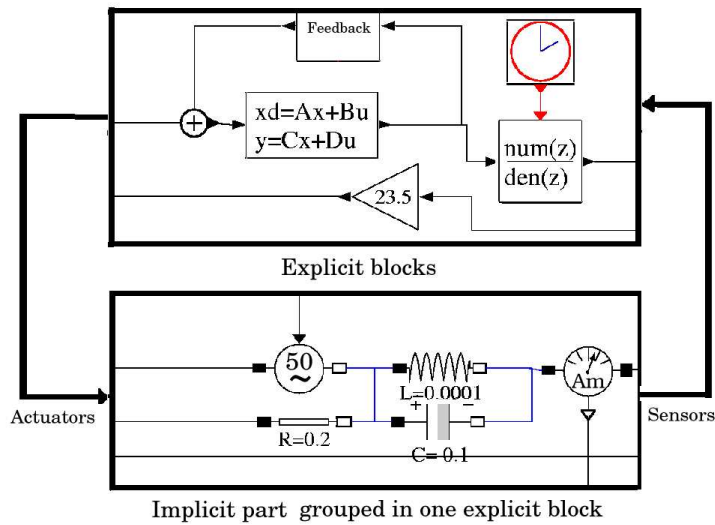 Feedback
+
xd=Ax+Bu
y=Cx+Du
num(z)
den(z)
23.5
Explicit blocks
50
~
Am
L=0.0001
+ −
R=0.2
C= 0.1
Actuators
Sensors
Implicit part grouped in one explicit block